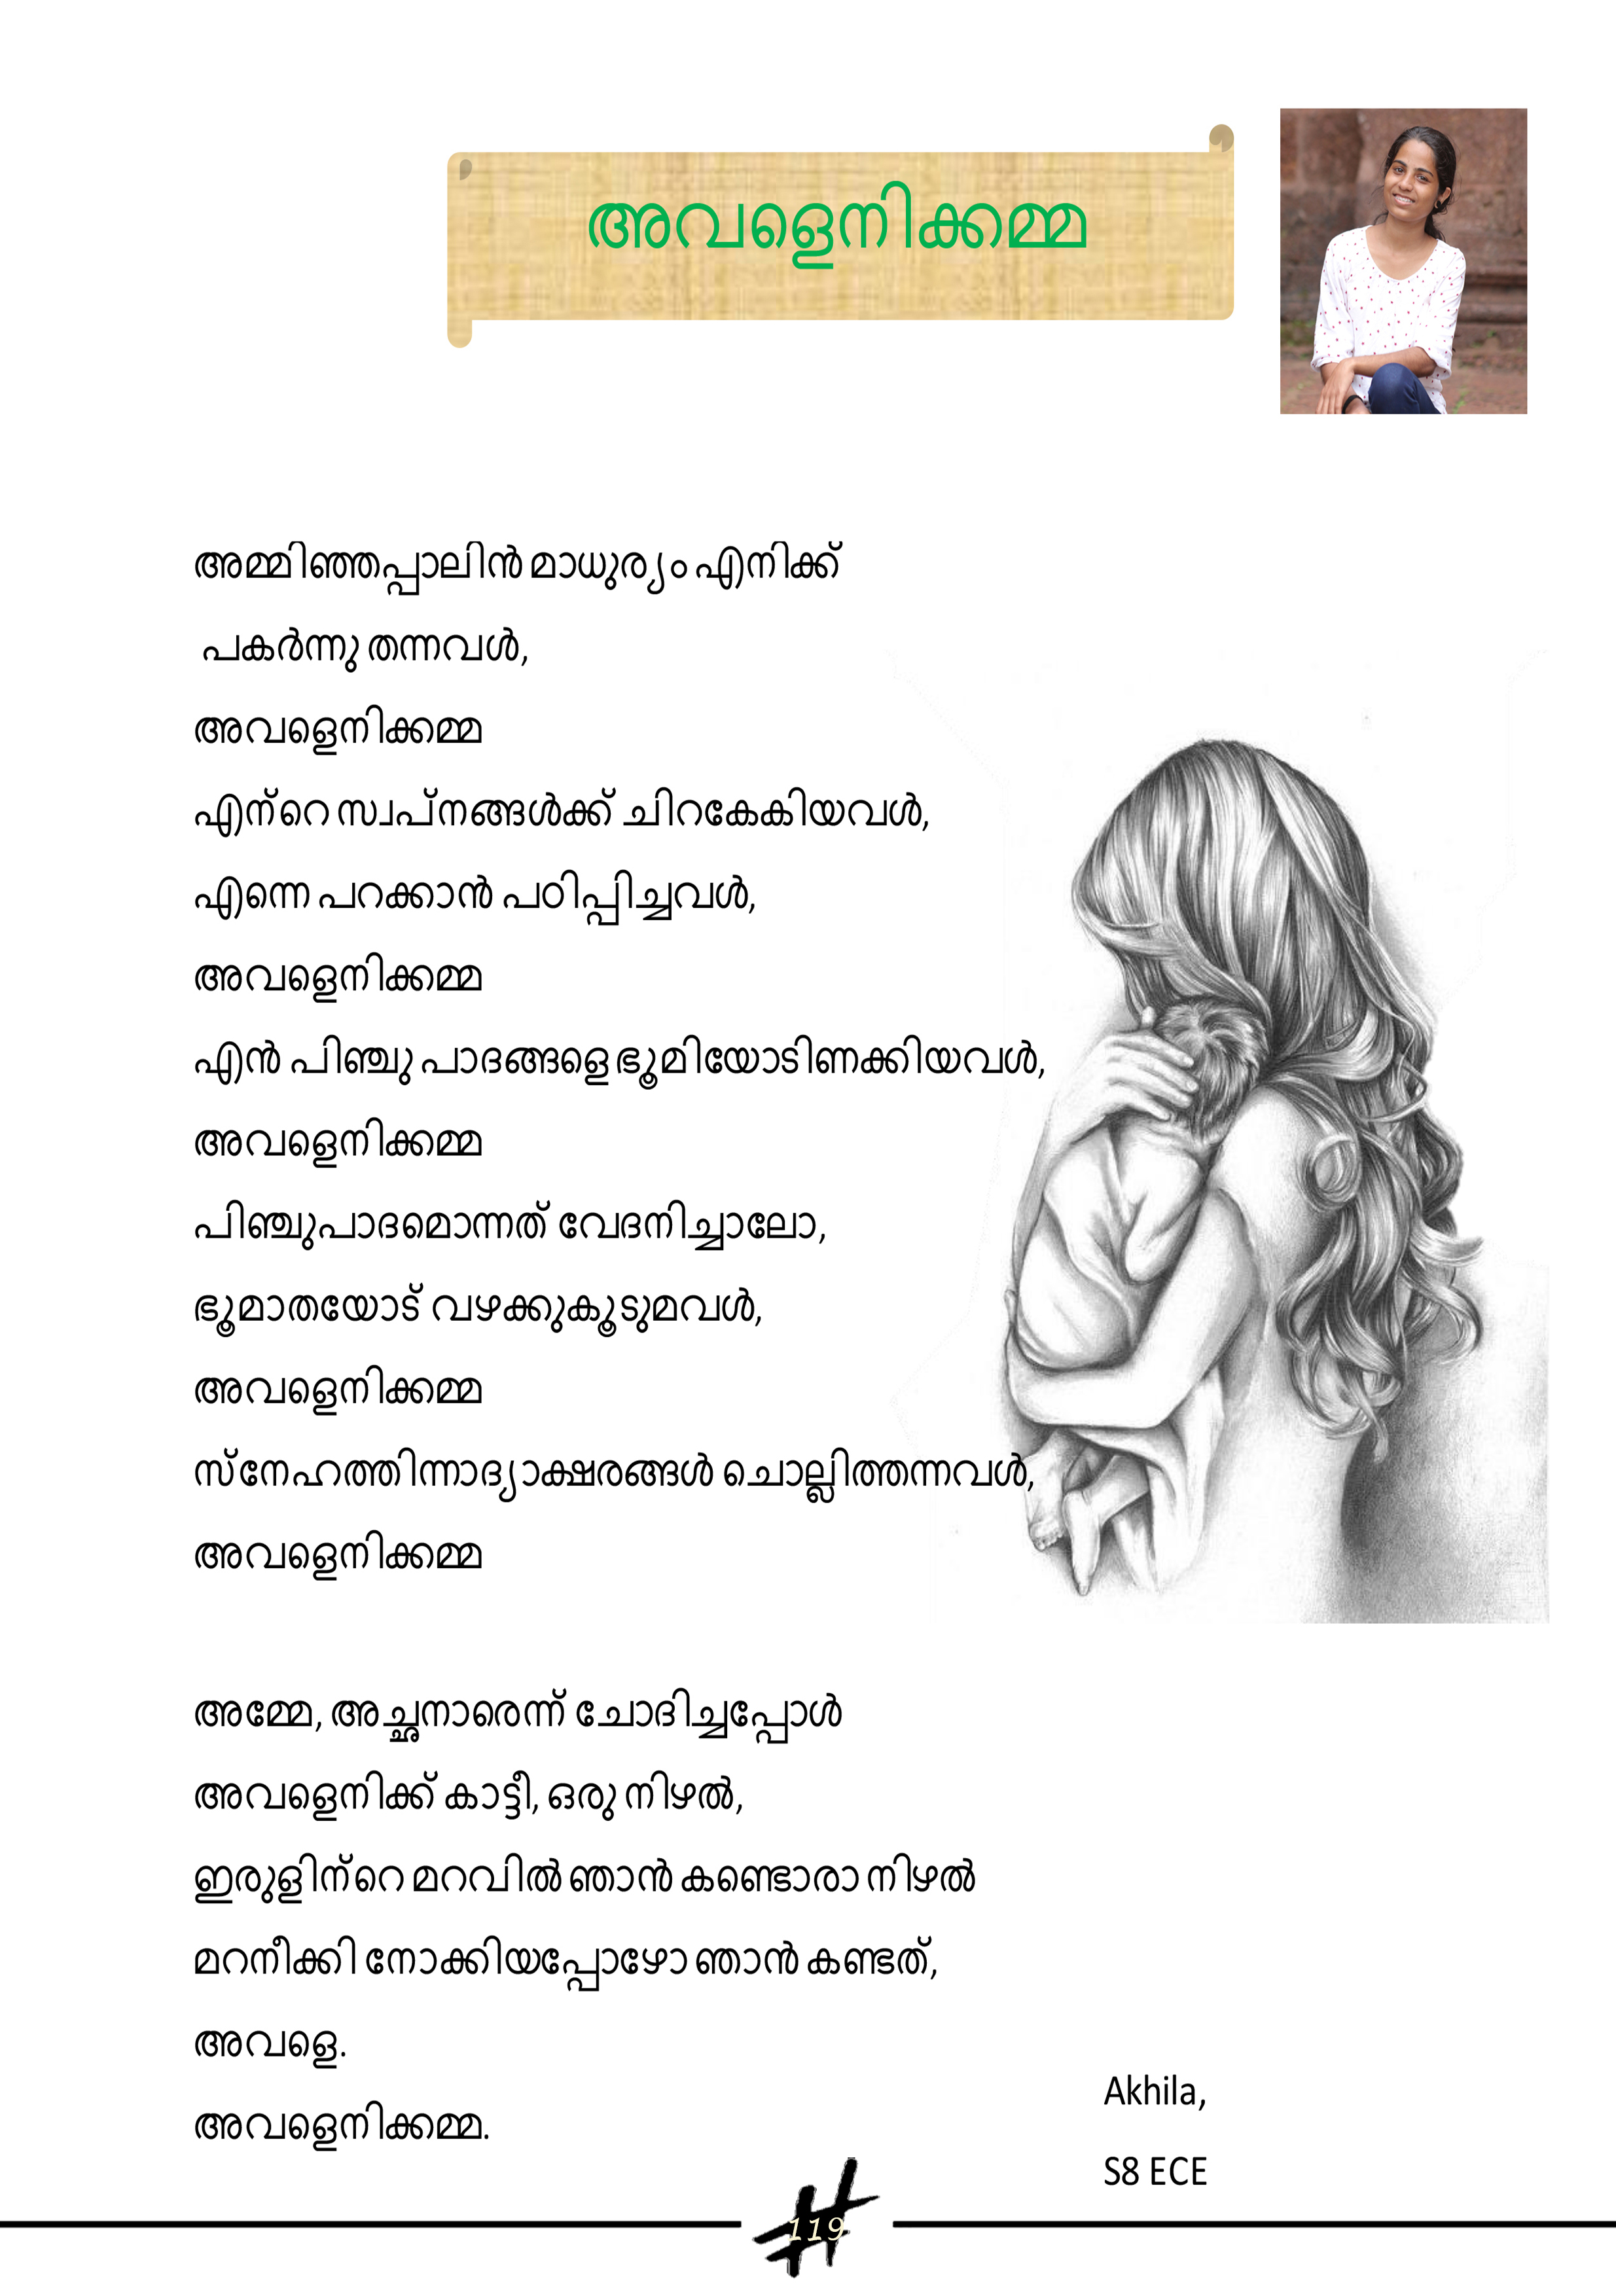 അവളെനിക്കമ്മ
അമ്മിഞ്ഞപ്പാലിൻ മാധുര്യം എനിക്ക്
പകർന്നു തന്നവൾ,
അവളെനിക്കമ്മ
എന്റെ സ്വപ്നങ്ങൾക്ക് ചിറകേകിയവൾ,
എന്നെ പറക്കാൻ പഠിപ്പിച്ചവൾ,
അവളെനിക്കമ്മ
എൻ പിഞ്ചു പാദങ്ങളെ ഭൂമിയോടിണക്കിയവൾ,
അവളെനിക്കമ്മ
പിഞ്ചുപാദമൊന്നത് വേദനിച്ചാലോ,
ഭൂമാതയോട് വഴക്കുകൂടുമവൾ,
അവളെനിക്കമ്മ
സ്നേഹത്തിന്നാദ്യാക്ഷരങ്ങൾ ചൊല്ലിത്തന്നവൾ,
അവളെനിക്കമ്മ
അമ്മേ, അച്ഛനാരെന്ന് ചോദിച്ചപ്പോൾ
അവളെനിക്ക് കാട്ടീ, ഒരു നിഴൽ,
ഇരുളിന്റെ മറവിൽ ഞാൻ കണ്ടൊരാ നിഴൽ
മറനീക്കി നോക്കിയപ്പോഴോ ഞാൻ കണ്ടത്,
അവളെ.
അവളെനിക്കമ്മ.
Akhila,
S8 ECE
119